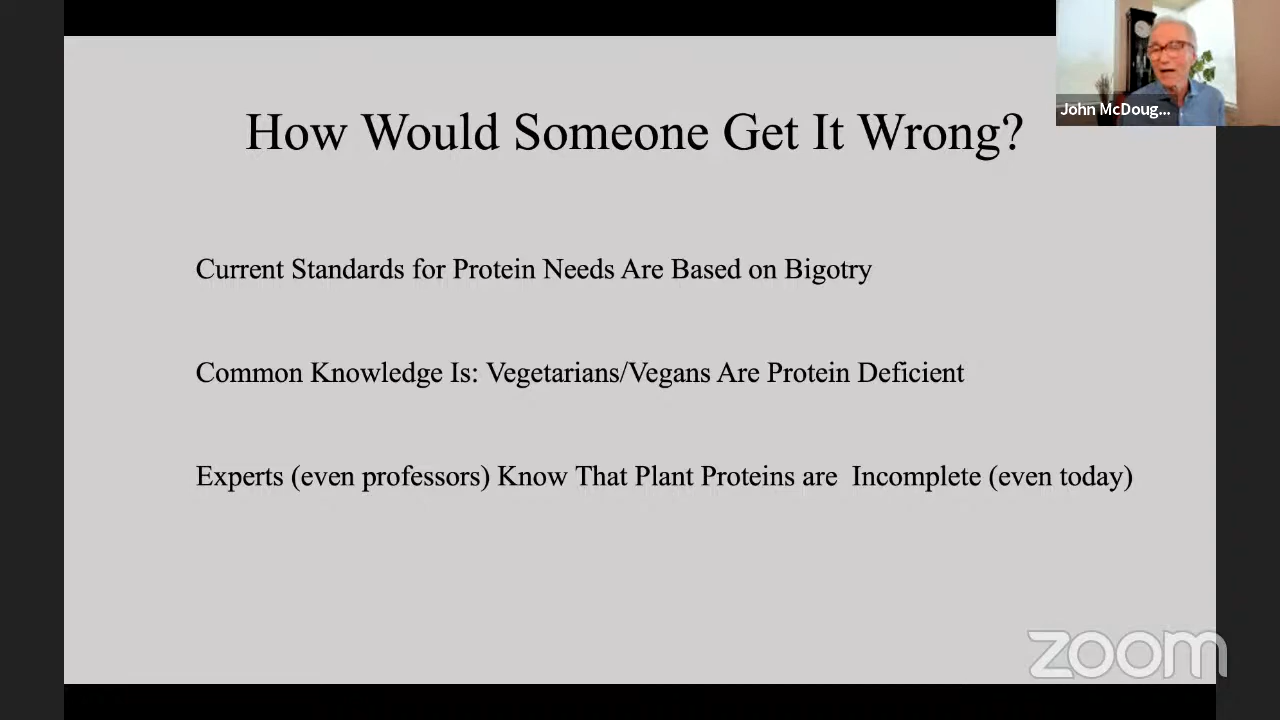 How Would Someone Get It Wrong?
Current Standards for Protein Needs Are Based on Bigotry
Common Knowledge Is: Vegetarians/Vegans Are Protein Deficient
Experts (even professors) Know That Plant Proteins are  Incomplete (even today)
John McDoug...
zoom